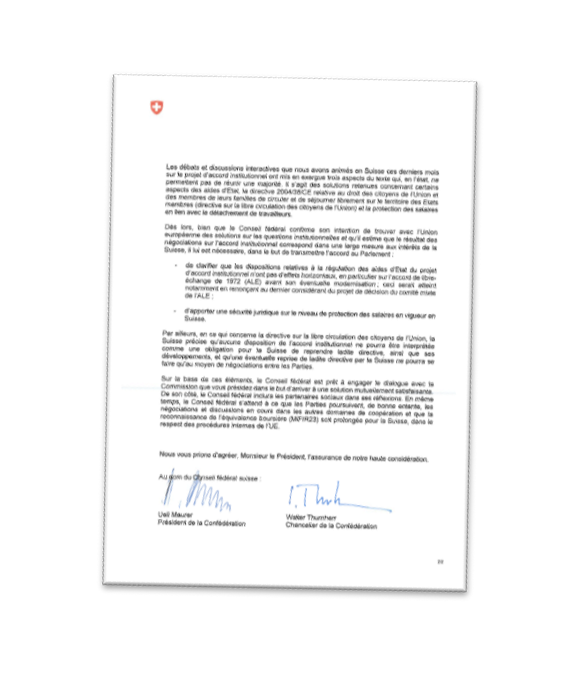 Les débats et discussions interactives que nous avons animés en Suisse ces derniers mois
sur le projet d'accord institutionnel ont mis en exergue trois aspects du texte qui, en l'état, ne
permettent pas de réunir une majorité. Il s'agit des solutions retenues concernant certains
aspects des aides d'Etat, la directive 2004/38/CE relative au droit des citoyens de l'Union et
des membres de leurs familles de circuler et de séjourner librement sur le territoire des Etats
membres (directive sur la libre circulation des citoyens de l'Union) et la protection des salaires
en lien avec le détachement de travailleurs.
Dès lors, bien que le Conseil fédéral confirme son intention de trouver avec l'Union
européenne des solutions sur les questions institutionnelles et qu'il estime que le résultat des
négociations sur l'accord institutionnel correspond dans une large mesure aux intérêts de la
Suisse, il lui est nécessaire, dans le but de transmettre l'accord au Parlement :
- de clarifier que les dispositions relatives à la régulation des aides d'Etat du projet
d'accord institutionnel n'ont pas d'effets horizontaux, en particulier sur l'accord de libre-
échange de 1972 (ALE) avant son éventuelle modernisation ; ceci serait atteint
notamment en renonçant au dernier considérant du projet de décision du comité mixte
de l'ALE ;
- d'apporter une sécurité juridique sur le niveau de protection des salaires en vigueur en
Suisse.
Par ailleurs, en ce qui concerne la directive sur la libre circulation des citoyens de l'Union, la
Suisse précise qu'aucune disposition de l'accord institutionnel ne pourra être interprétée
comme une obligation pour la Suisse de reprendre ladite directive, ainsi que ses
développements, et qu'une éventuelle reprise de ladite directive par la Suisse ne pourra se
faire qu'au moyen de négociations entre les Parties.
Sur la base de ces éléments, le Conseil fédéral est prêt à engager le dialogue avec la
Commission que vous présidez dans le but d'arriver à une solution mutuellement satisfaisante.
De son côté, le Conseil fédéral inclura les partenaires sociaux dans ses réflexions. En même
temps, le Conseil fédéral s'attend à ce que les Parties poursuivent, de bonne entente, les
négociations et discussions en cours dans les autres domaines de coopération et que la
reconnaissance de l'équivalence boursière (MiFIR23) soit prolongée pour la Suisse, dans le
respect des procédures internes de l'UE.
Nous vous prions d'agréer, Monsieur le Président, l'assurance de notre haute considération.
Au nom du Conseil fédéral suisse :
Ueli Maurer
Président de la Confédération
Walter Thurnherr
Chancelier de la Confédération